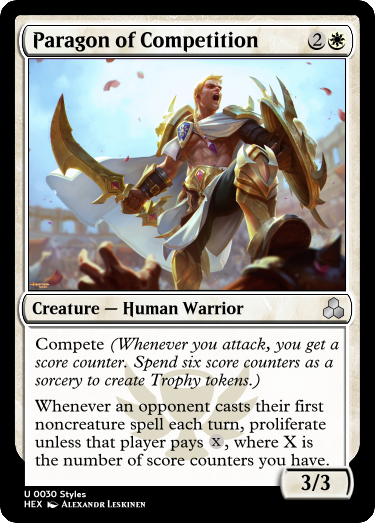 Paragon of Competition 2
Creature — Human Warrior
Compete (Whenever you attack, you get a
score counter. Spend six score counters as a
sorcery to create Trophy tokens.)
Whenever an opponent casts their first
noncreature spell each turn, proliferate
unless that player pays X, where X is
the number of score counters you have.
3/3
U 0030 Styles
HEX Alexandr Leskinen